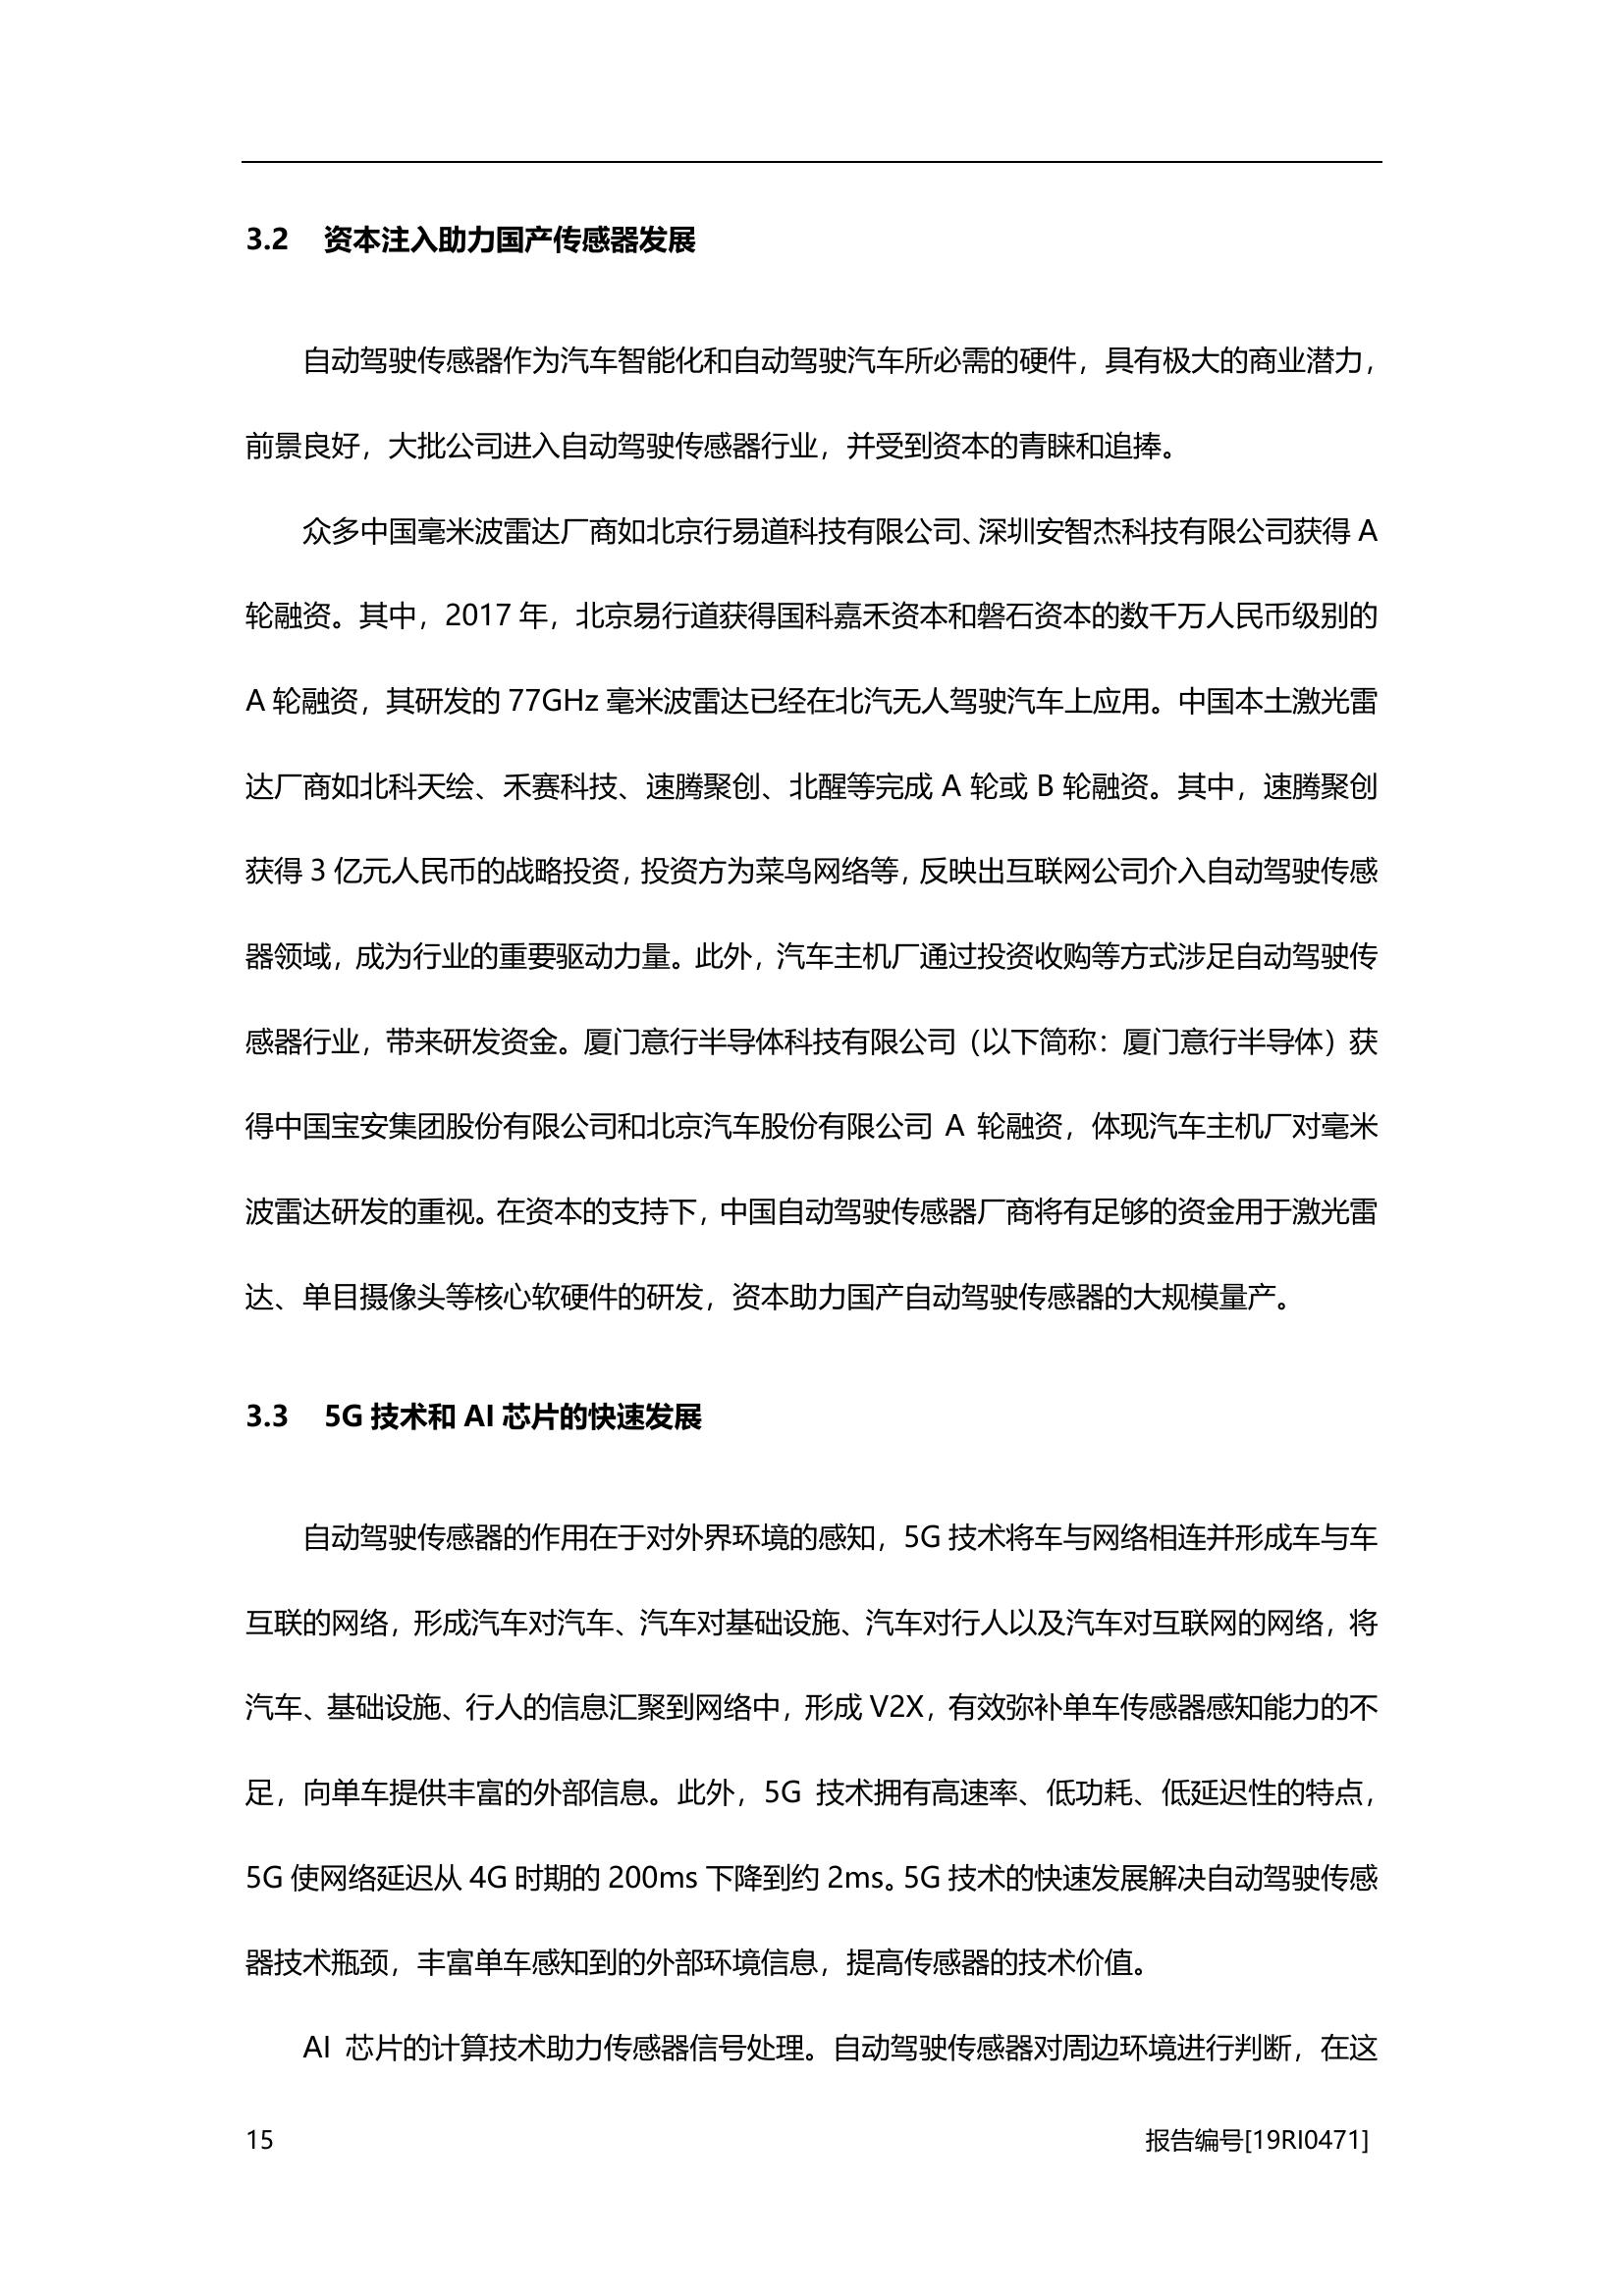 3.2 资本注入助力国产传感器发展
自动驾驶传感器作为汽车智能化和自动驾驶汽车所必需的硬件，具有极大的商业潜力，
前景良好，大批公司进入自动驾驶传感器行业，并受到资本的青睐和追捧。
众多中国毫米波雷达厂商如北京行易道科技有限公司、深圳安智杰科技有限公司获得 A
轮融资。其中，2017 年，北京易行道获得国科嘉禾资本和磐石资本的数千万人民币级别的
A 轮融资，其研发的 77GHz 毫米波雷达已经在北汽无人驾驶汽车上应用。中国本土激光雷
达厂商如北科天绘、禾赛科技、速腾聚创、北醒等完成 A 轮或 B 轮融资。其中，速腾聚创
获得 3 亿元人民币的战略投资，投资方为菜鸟网络等，反映出互联网公司介入自动驾驶传感
器领域，成为行业的重要驱动力量。此外，汽车主机厂通过投资收购等方式涉足自动驾驶传
感器行业，带来研发资金。厦门意行半导体科技有限公司（以下简称：厦门意行半导体）获
得中国宝安集团股份有限公司和北京汽车股份有限公司 A 轮融资，体现汽车主机厂对毫米
波雷达研发的重视。在资本的支持下，中国自动驾驶传感器厂商将有足够的资金用于激光雷
达、单目摄像头等核心软硬件的研发，资本助力国产自动驾驶传感器的大规模量产。
3.3 5G 技术和 AI 芯片的快速发展
自动驾驶传感器的作用在于对外界环境的感知，5G 技术将车与网络相连并形成车与车
互联的网络，形成汽车对汽车、汽车对基础设施、汽车对行人以及汽车对互联网的网络，将
汽车、基础设施、行人的信息汇聚到网络中，形成 V2X，有效弥补单车传感器感知能力的不
足，向单车提供丰富的外部信息。此外，5G 技术拥有高速率、低功耗、低延迟性的特点，
5G 使网络延迟从 4G 时期的 200ms 下降到约 2ms。5G 技术的快速发展解决自动驾驶传感
器技术瓶颈，丰富单车感知到的外部环境信息，提高传感器的技术价值。
AI 芯片的计算技术助力传感器信号处理。自动驾驶传感器对周边环境进行判断，在这
15 报告编号[19RI0471]